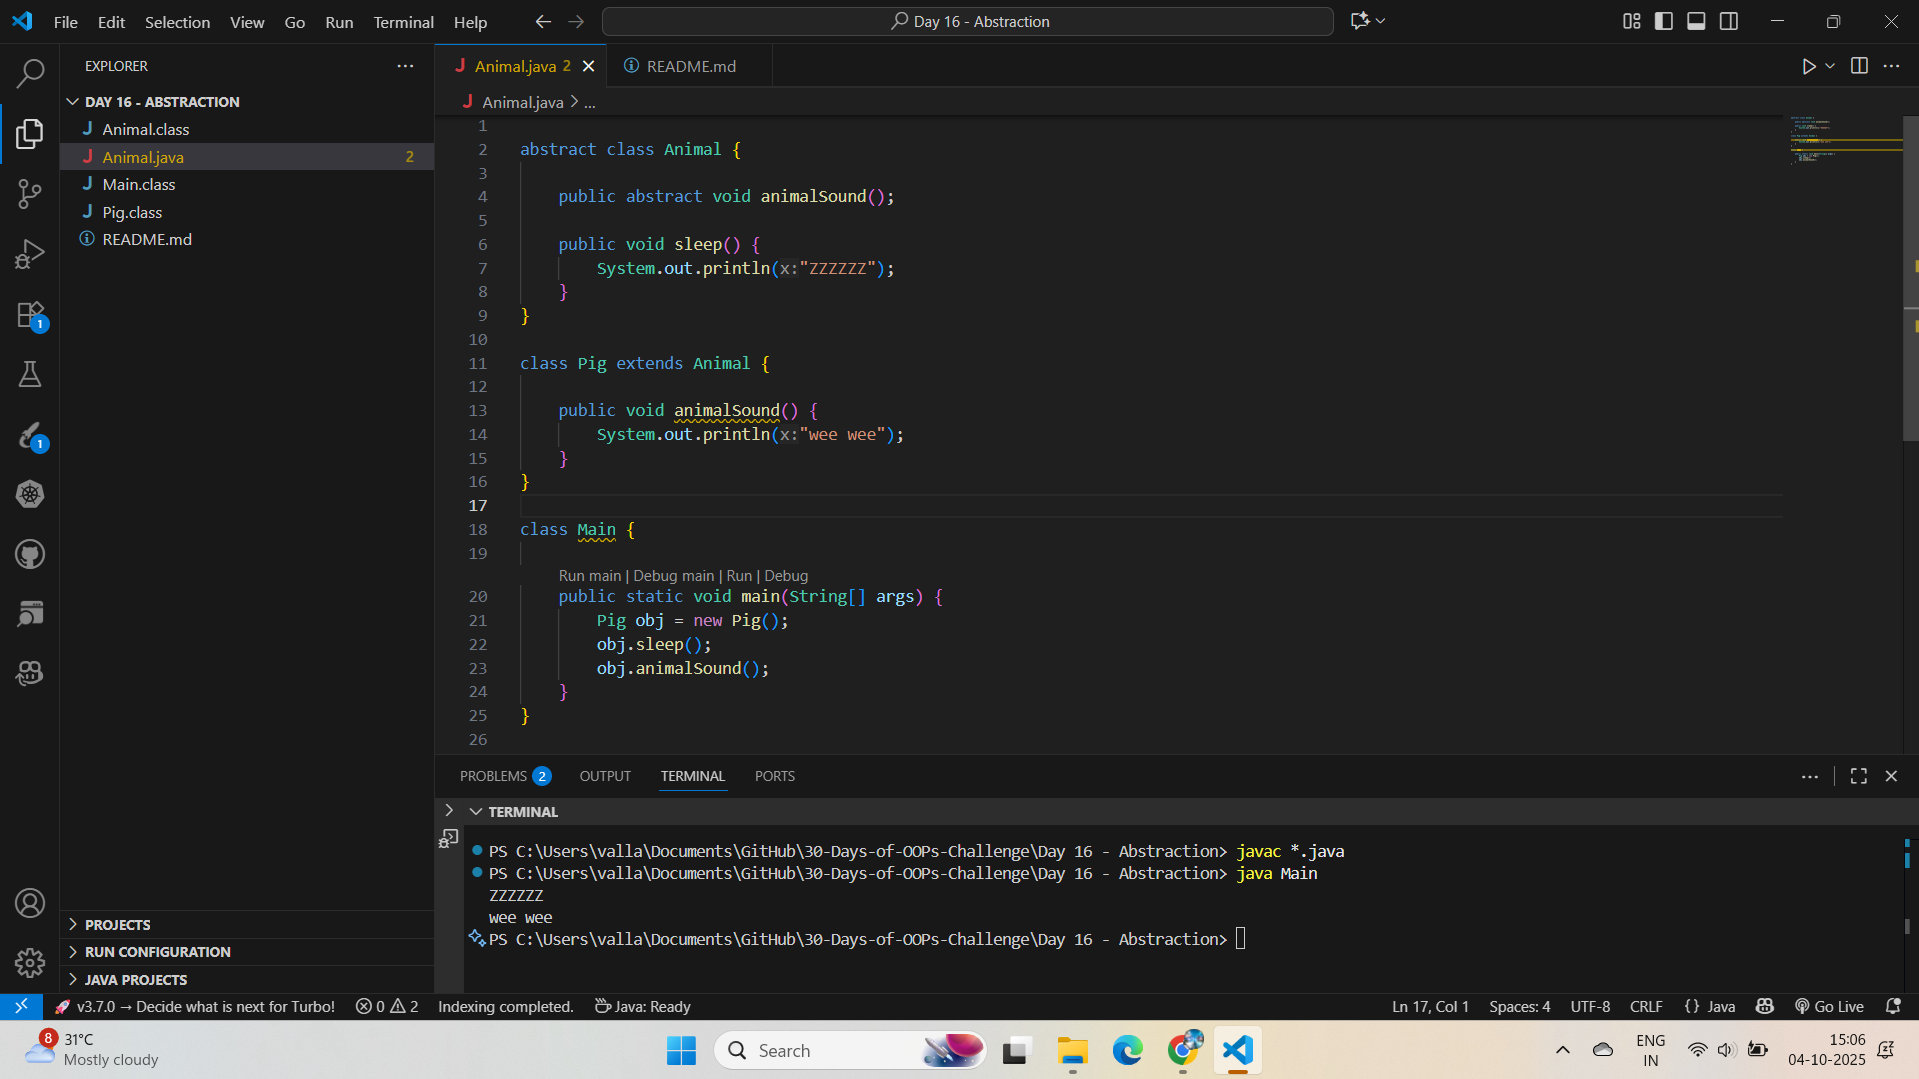 File Edit Selection View Go Run Terminal Help
Day 16 - Abstraction
EXPLORER
DAY 16 - ABSTRACTION
J Animal.class
J Animal.java 2
J Main.class
J Pig.class
README.md
PROJECTS
RUN CONFIGURATION
JAVA PROJECTS
1
1
J Animal.java 2
README.md
J Animal.java > ...
1
2 abstract class Animal {
3
4 public abstract void animalSound();
5
6 public void sleep() {
7 System.out.println(x:"ZZZZZZ");
8 }
9 }
10
11 class Pig extends Animal {
12
13 public void animalSound() {
14 System.out.println(x:"wee wee");
15 }
16 }
17
18 class Main {
19
Run main | Debug main | Run | Debug
20 public static void main(String[] args) {
21 Pig obj = new Pig();
22 obj.sleep();
23 obj.animalSound();
24 }
25 }
26
PROBLEMS 2 OUTPUT TERMINAL PORTS
TERMINAL
PS C:\Users\valla\Documents\GitHub\30-Days-of-OOPs-Challenge\Day 16 - Abstraction> javac *.java
PS C:\Users\valla\Documents\GitHub\30-Days-of-OOPs-Challenge\Day 16 - Abstraction> java Main
ZZZZZZ
wee wee
PS C:\Users\valla\Documents\GitHub\30-Days-of-OOPs-Challenge\Day 16 - Abstraction>
v3.7.0 → Decide what is next for Turbo! 0 2 Indexing completed. Java: Ready
Ln 17, Col 1 Spaces: 4 UTF-8 CRLF {} Java Go Live
8
31°C
Mostly cloudy
Search
ENG
IN
15:06
04-10-2025